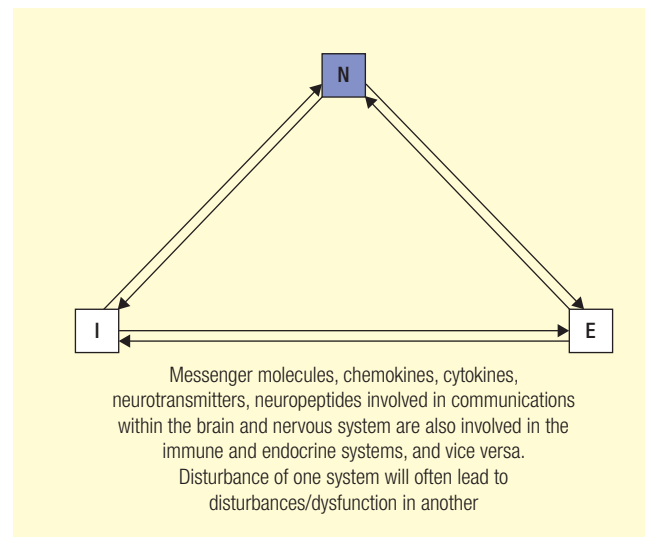 N
I
E
Messenger molecules, chemokines, cytokines,
neurotransmitters, neuropeptides involved in communications
within the brain and nervous system are also involved in the
immune and endocrine systems, and vice versa.
Disturbance of one system will often lead to
disturbances/dysfunction in another